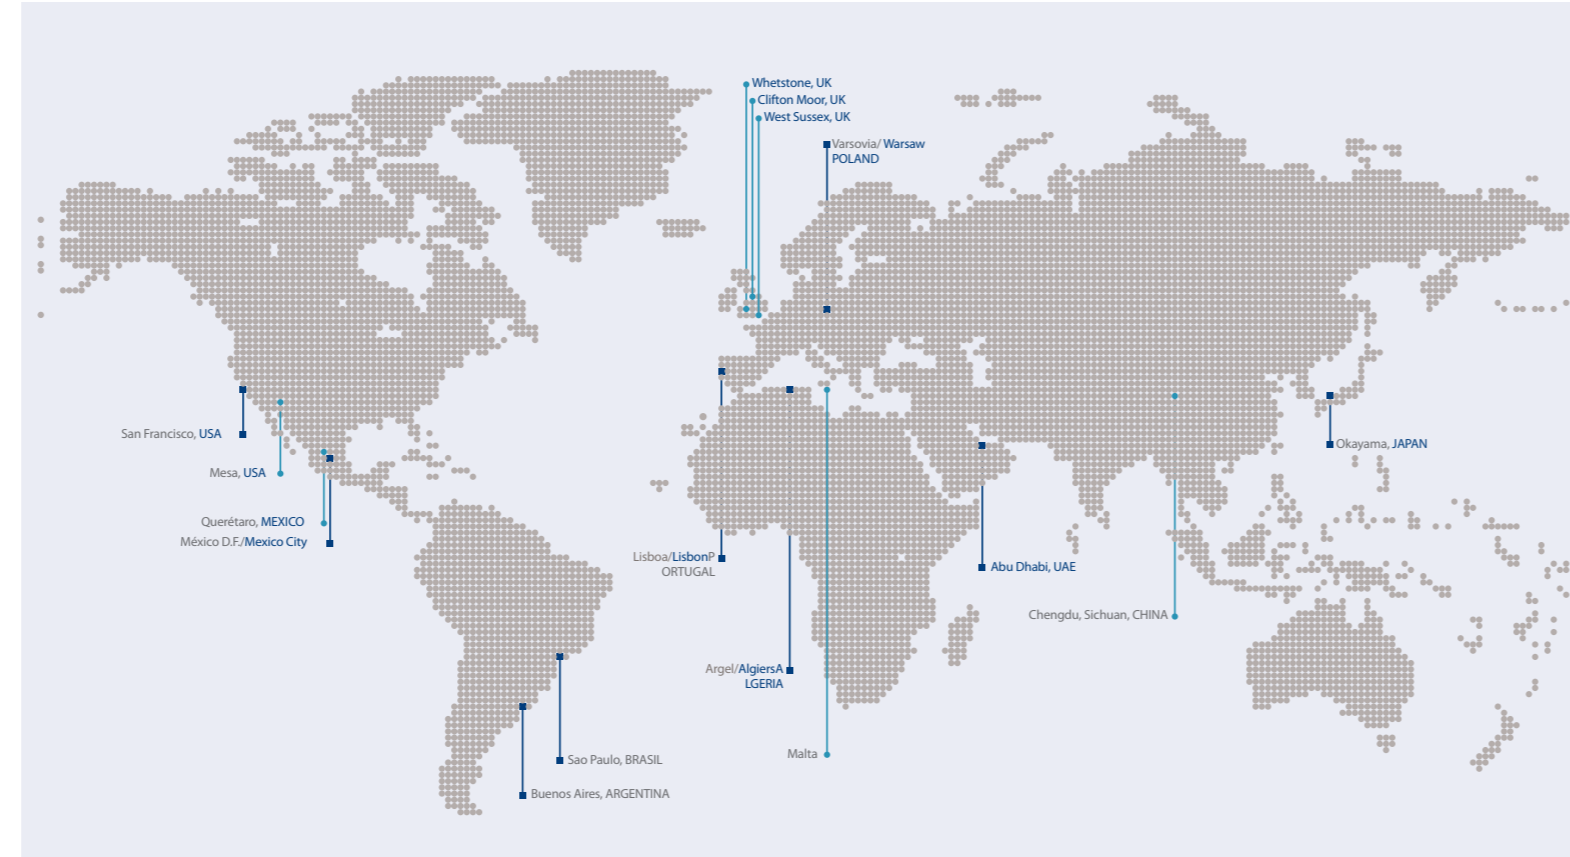 Whetstone, UK
Clifton Moor, UK
West Sussex, UK
Varsovia/ Warsaw
POLAND
San Francisco, USA
Okayama, JAPAN
Mesa, USA
Querétaro, MEXICO
México D.F./Mexico City
Lisboa/LisbonP
ORTUGAL
Abu Dhabi, UAE
Chengdu, Sichuan, CHINA
Argel/AlgiersA
LGERIA
Malta
Sao Paulo, BRASIL
Buenos Aires, ARGENTINA